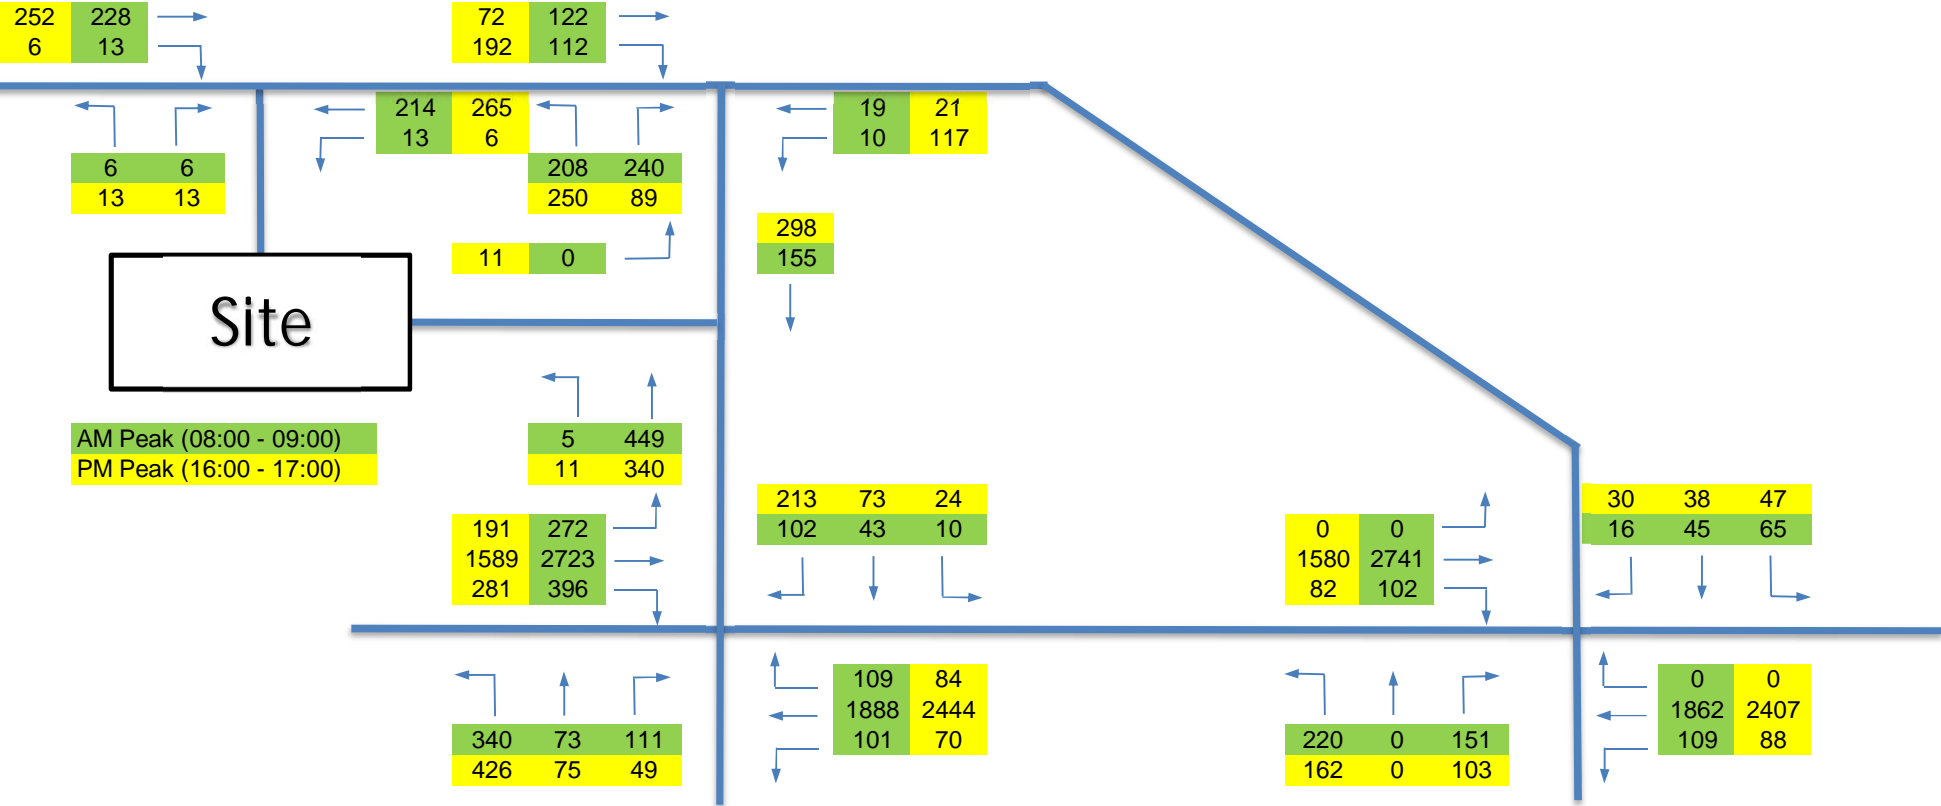 252 228 72 122
6 13 192 112
214 265 19 21
13 6 10 117
6 6 208 240
13 13 250 89
298
11 0 155
Site
AM Peak (08:00 - 09:00) 5 449
PM Peak (16:00 - 17:00) 11 340
213 73 24 30 38 47
191 272 102 43 10 0 0 16 45 65
1589 2723 1580 2741
281 396 82 102
109 84 0 0
1888 2444 1862 2407
340 73 111 101 70 220 0 151 109 88
426 75 49 162 0 103